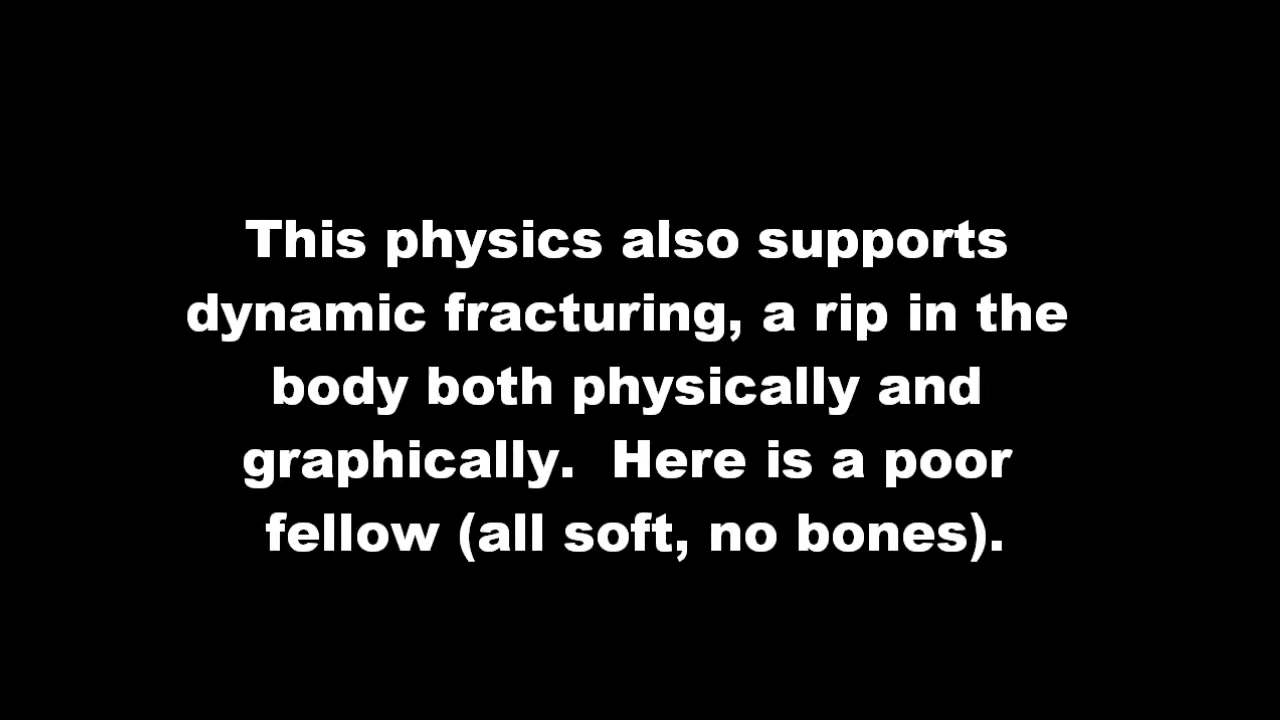 This physics also supports
dynamic fracturing, a rip in the
body both physically and
graphically.  Here is a poor
fellow (all soft, no bones).